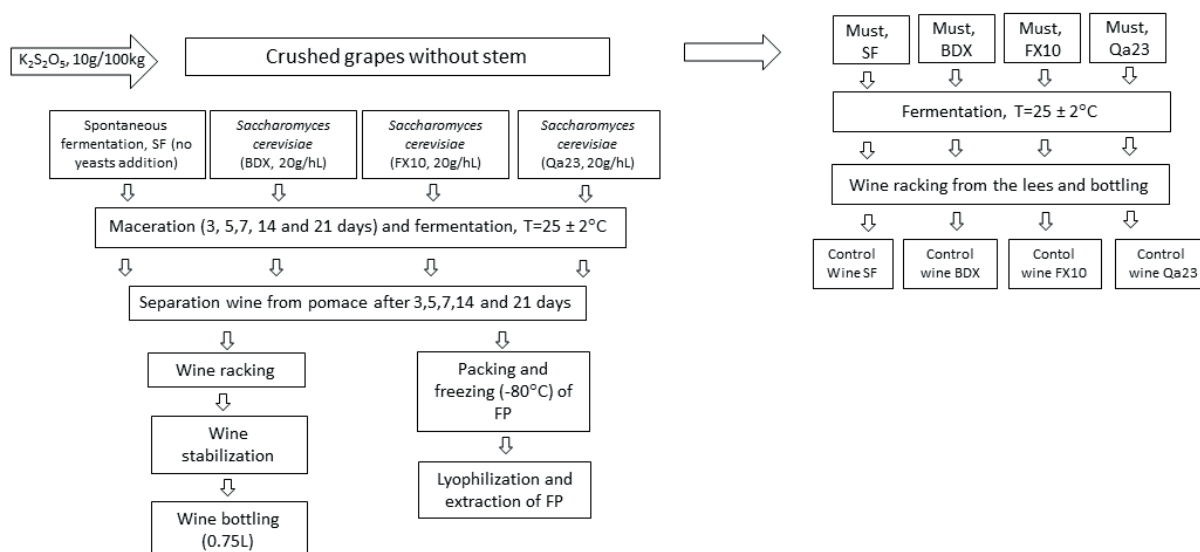 K₂S₂O₅, 10g/100kg
Crushed grapes without stem
Spontaneous
fermentation, SF (no
yeasts addition)
Saccharomyces
cerevisiae
(BDX, 20g/hL)
Saccharomyces
cerevisiae
(FX10, 20g/hL)
Saccharomyces
cerevisiae
(Qa23, 20g/hL)
Maceration (3, 5,7, 14 and 21 days) and fermentation, T=25 ± 2°C
Separation wine from pomace after 3,5,7,14 and 21 days
Wine racking
Wine
stabilization
Wine bottling
(0.75L)
Packing and
freezing (-80°C) of
FP
Lyophilization and
extraction of FP
Must,
SF
Must,
BDX
Must,
FX10
Must,
Qa23
Fermentation, T=25 ± 2°C
Wine racking from the lees and bottling
Control
Wine SF
Control
wine BDX
Contol
wine FX10
Control
wine Qa23